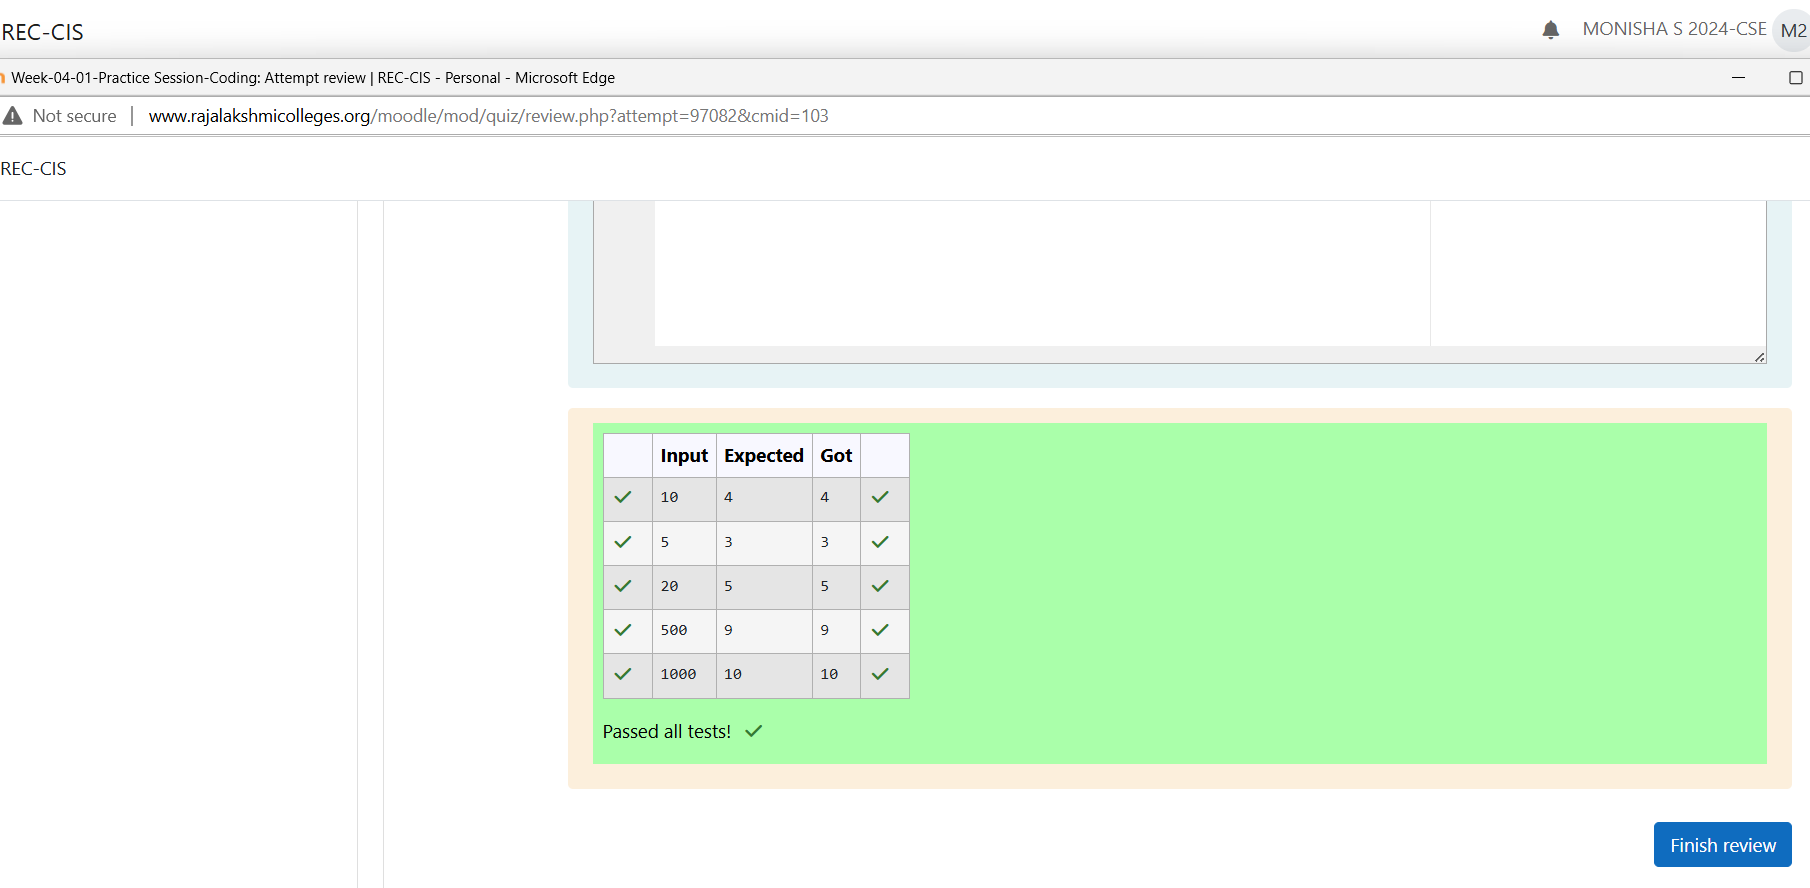 REC-CIS
MONISHA S 2024-CSE M2
Week-04-01-Practice Session-Coding: Attempt review | REC-CIS - Personal - Microsoft Edge
Not secure www.rajalakshmicolleges.org/moodle/mod/quiz/review.php?attempt=97082&cmid=103
REC-CIS
Input Expected Got
10 4 4
5 3 3
20 5 5
500 9 9
1000 10 10
Passed all tests!
Finish review